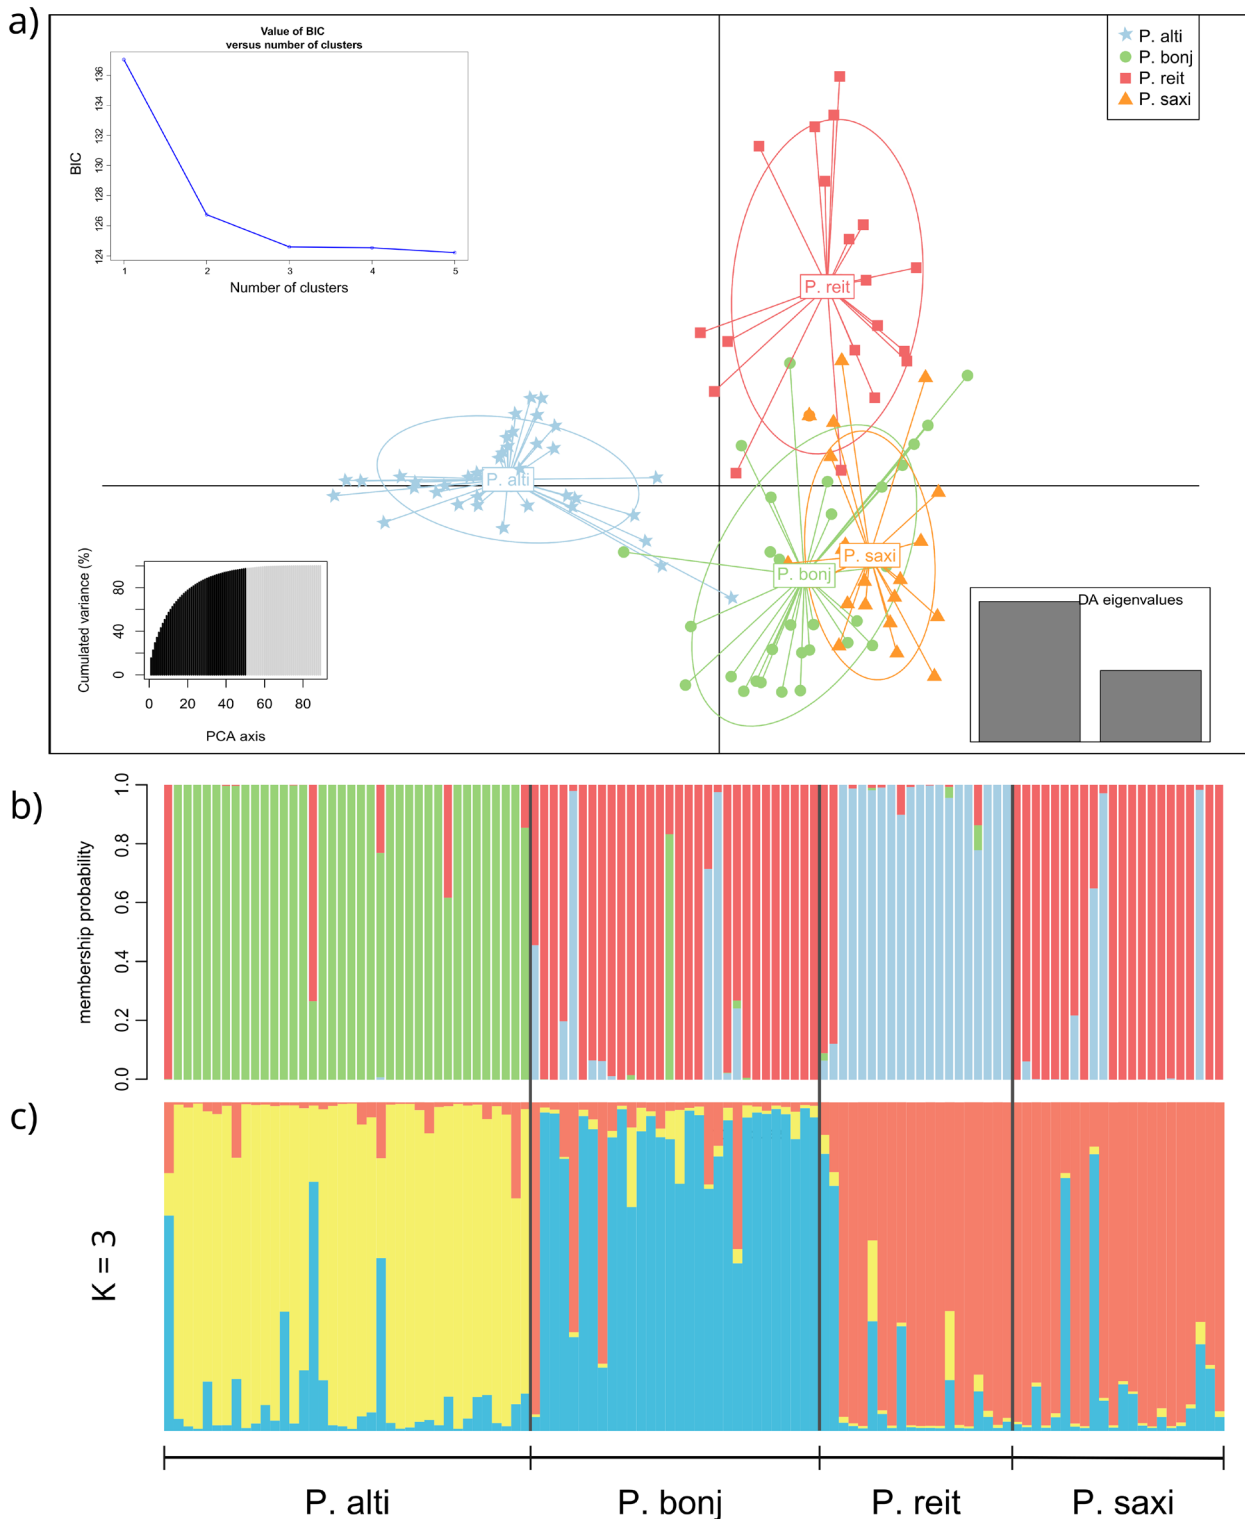 a)
Value of BIC
versus number of clusters
BIC
136
134
132
130
128
126
124
1 2 3 4 5
Number of clusters
P. alti
P. bonj
P. reit
P. saxi
P. reit
P. alti
P. saxi
P. bonj
Cumulated variance (%)
80
40
0
0 20 40 60 80
PCA axis
DA eigenvalues
b)
membership probability
1.0
0.8
0.6
0.4
0.2
0.0
c)
K = 3
P. alti P. bonj P. reit P. saxi